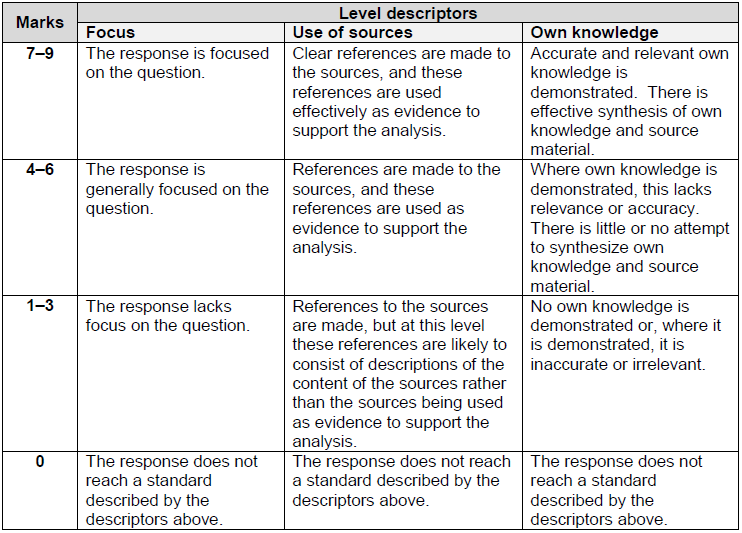 Marks
Level descriptors
Focus
Use of sources
Own knowledge
7–9
The response is focused
on the question.
Clear references are made to
the sources, and these
references are used
effectively as evidence to
support the analysis.
Accurate and relevant own
knowledge is
demonstrated.  There is
effective synthesis of own
knowledge and source
material.
4–6
The response is
generally focused on the
question.
References are made to the
sources, and these
references are used as
evidence to support the
analysis.
Where own knowledge is
demonstrated, this lacks
relevance or accuracy.
There is little or no attempt
to synthesize own
knowledge and source
material.
1–3
The response lacks
focus on the question.
References to the sources
are made, but at this level
these references are likely to
consist of descriptions of the
content of the sources rather
than the sources being used
as evidence to support the
analysis.
No own knowledge is
demonstrated or, where it
is demonstrated, it is
inaccurate or irrelevant.
0
The response does not
reach a standard
described by the
descriptors above.
The response does not reach
a standard described by the
descriptors above.
The response does not
reach a standard
described by the
descriptors above.